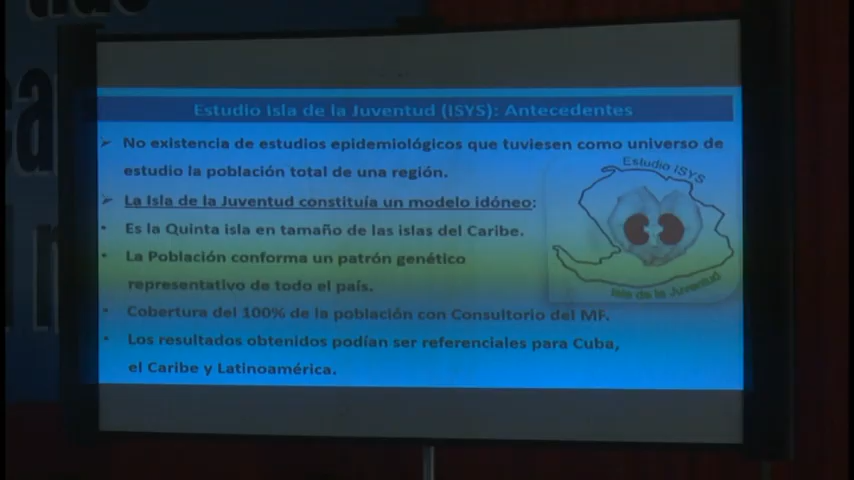 Estudio Isla de la Juventud (ISYS): Antecedentes
➢ No existencia de estudios epidemiológicos que tuviesen como universo de
estudio la población total de una región.
➢ La Isla de la Juventud constituía un modelo idóneo:
• Es la Quinta isla en tamaño de las islas del Caribe.
• La Población conforma un patrón genético
representativo de todo el país.
• Cobertura del 100% de la población con Consultorio del MF.
• Los resultados obtenidos podían ser referenciales para Cuba,
el Caribe y Latinoamérica.
Estudio ISYS
Isla de la Juventud